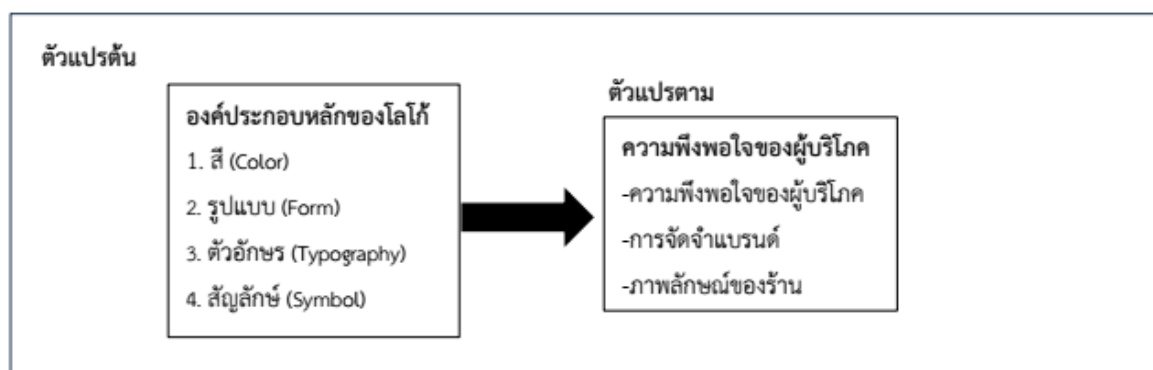 ตัวแปรต้น
องค์ประกอบหลักของโลโก้
1. สี (Color)
2. รูปแบบ (Form)
3. ตัวอักษร (Typography)
4. สัญลักษ์ (Symbol)
ตัวแปรตาม
ความพึงพอใจของผู้บริโภค
-ความพึงพอใจของผู้บริโภค
-การจัดจำแบรนด์
-ภาพลักษณ์ของร้าน